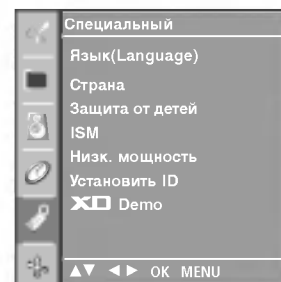 Специальный
Язык(Language)
Страна
Защита от детей
ISM
Низк. мощность
Установить ID
XD Demo
▲▼ ◄► OK MENU